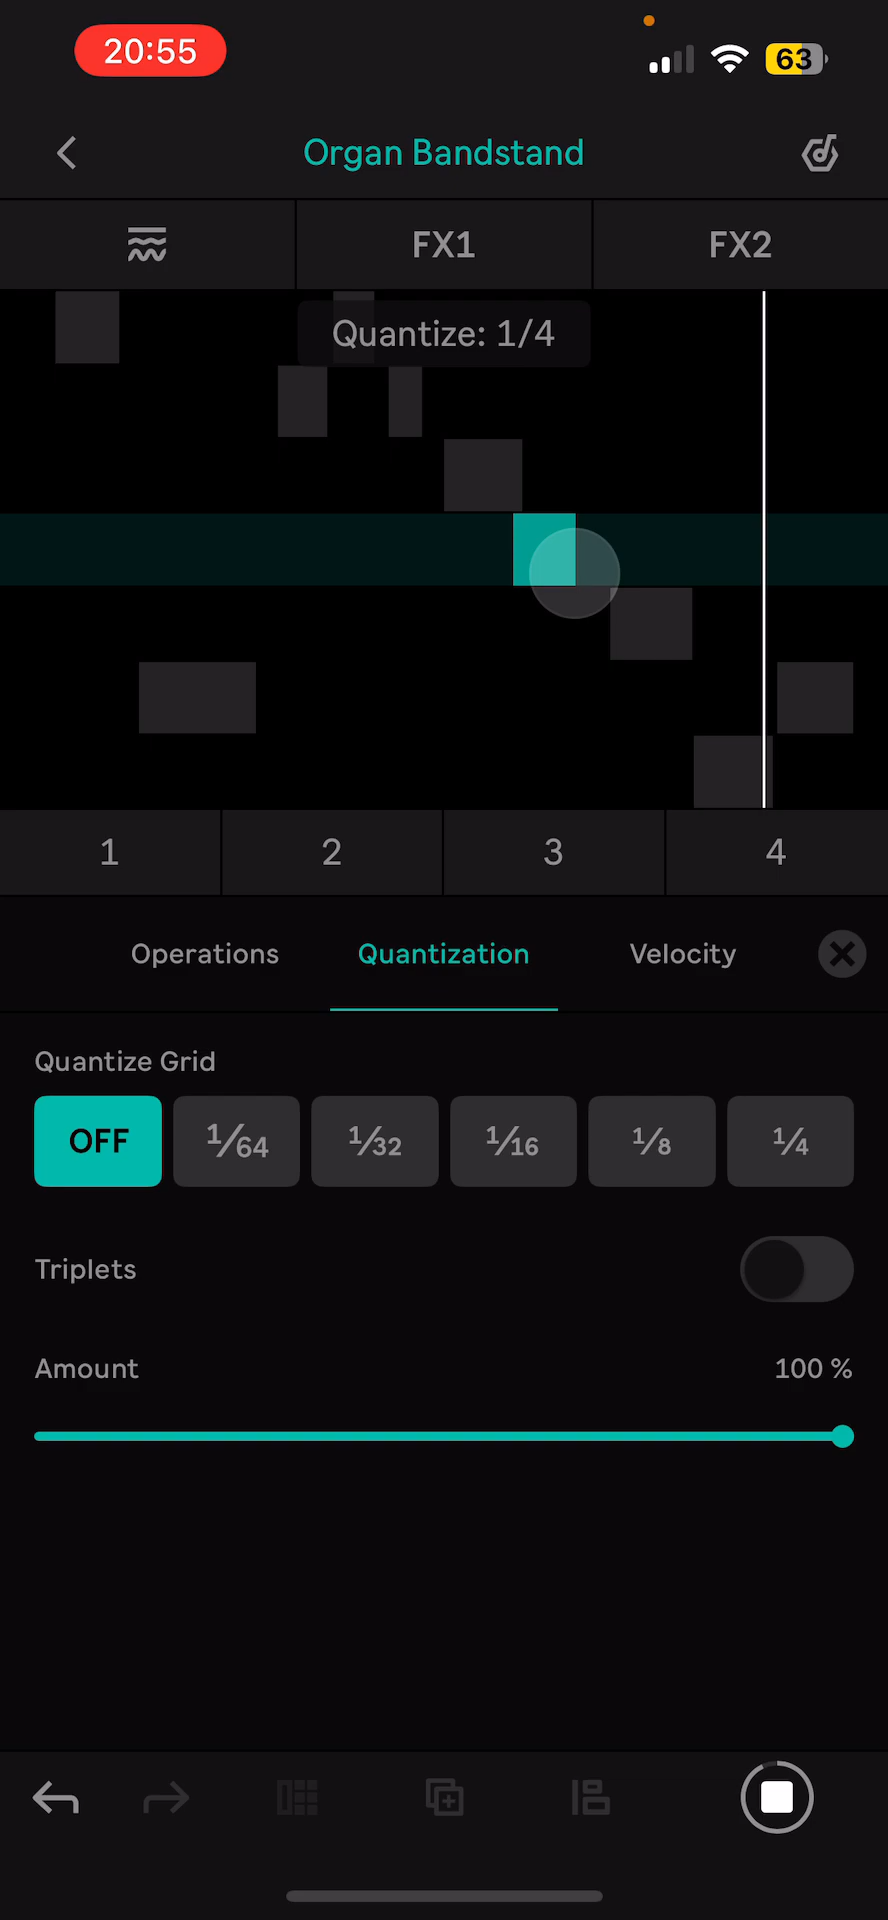 20:55
63
Organ Bandstand
FX1 FX2
Quantize: 1/4
1 2 3 4
Operations Quantization Velocity
Quantize Grid
OFF 1/64 1/32 1/16 1/8 1/4
Triplets
Amount 100 %